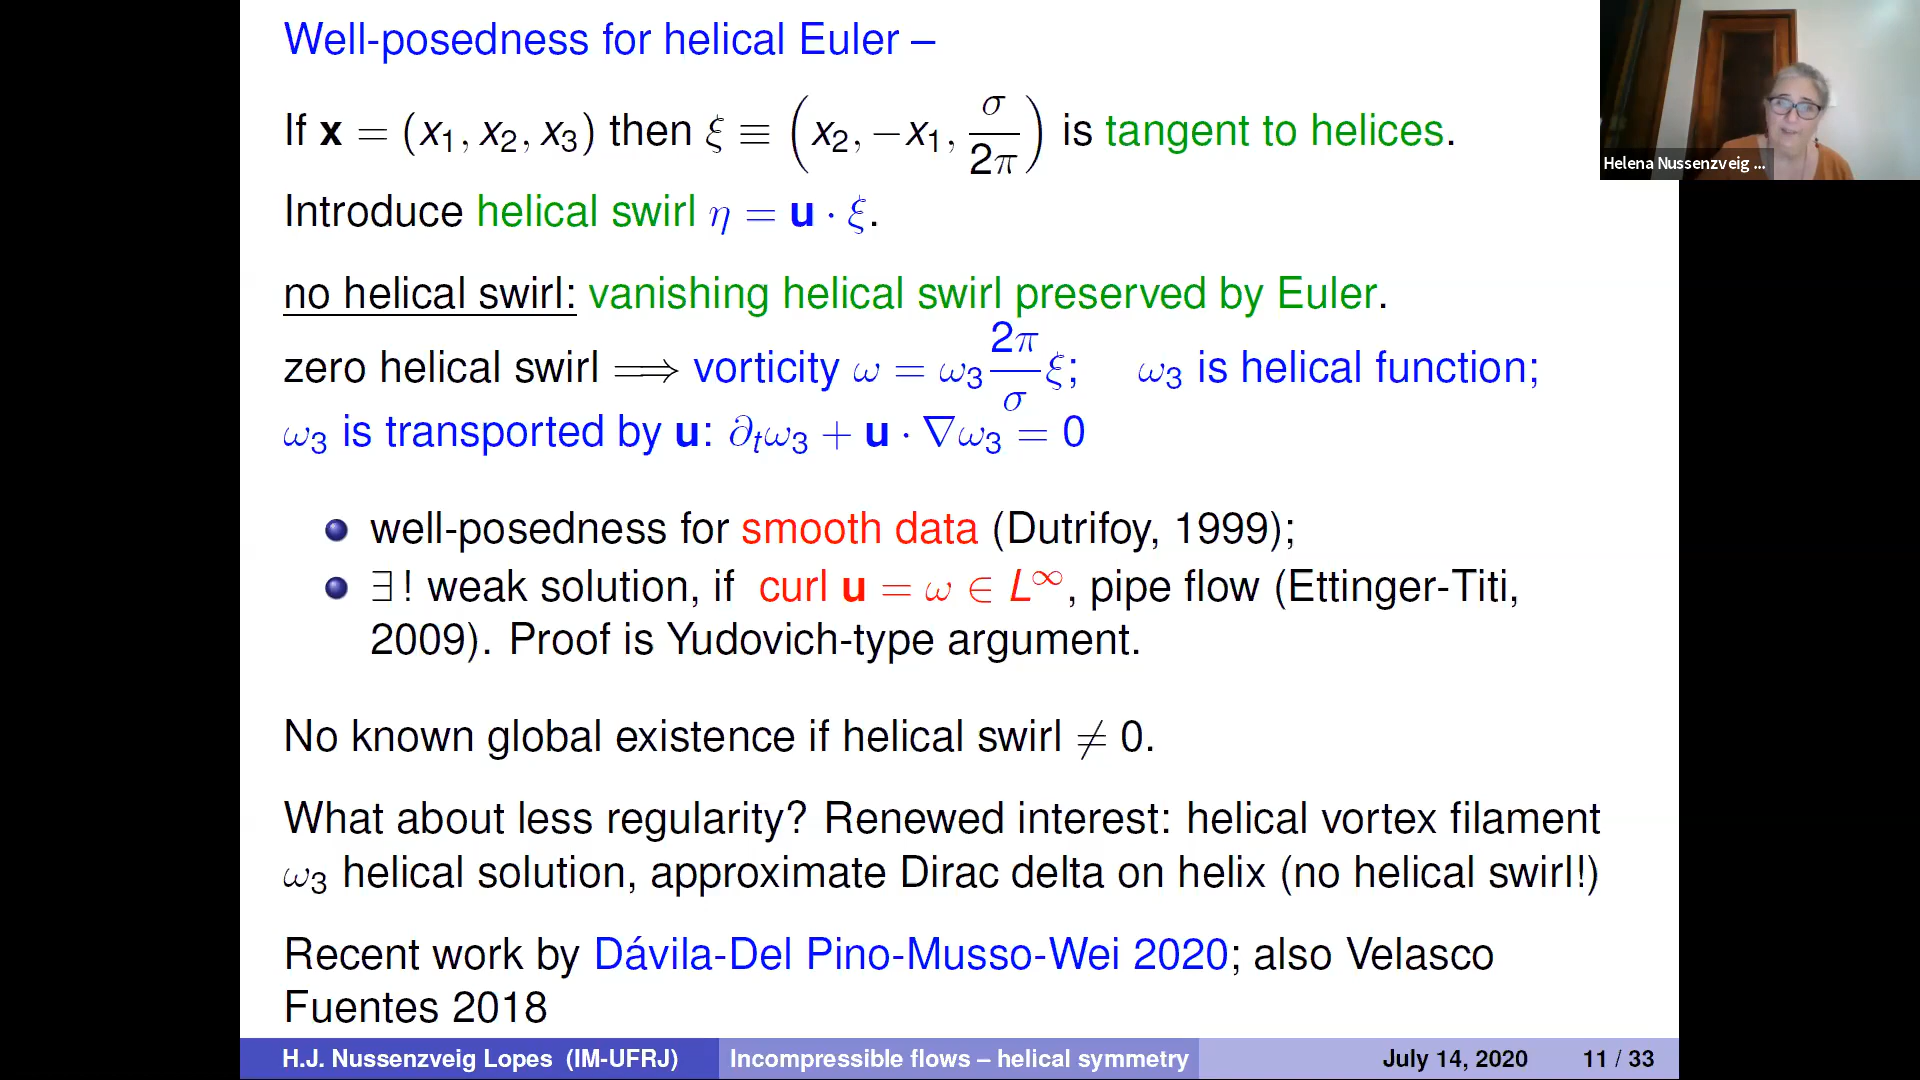 Well-posedness for helical Euler –
If x = (x₁, x₂, x₃) then ξ ≡ (x₂, −x₁, σ/2π) is tangent to helices.
Helena Nussenzveig ...
Introduce helical swirl η = u · ξ.
no helical swirl: vanishing helical swirl preserved by Euler.
zero helical swirl ⟹ vorticity ω = ω₃ 2π/σ ξ; ω₃ is helical function;
ω₃ is transported by u: ∂ₜω₃ + u · ∇ω₃ = 0
well-posedness for smooth data (Dutrifoy, 1999);
∃! weak solution, if curl u = ω ∈ L^∞, pipe flow (Ettinger-Titi,
2009). Proof is Yudovich-type argument.
No known global existence if helical swirl ≠ 0.
What about less regularity? Renewed interest: helical vortex filament
ω₃ helical solution, approximate Dirac delta on helix (no helical swirl!)
Recent work by Dávila-Del Pino-Musso-Wei 2020; also Velasco
Fuentes 2018
H.J. Nussenzveig Lopes (IM-UFRJ) Incompressible flows – helical symmetry July 14, 2020 11 / 33